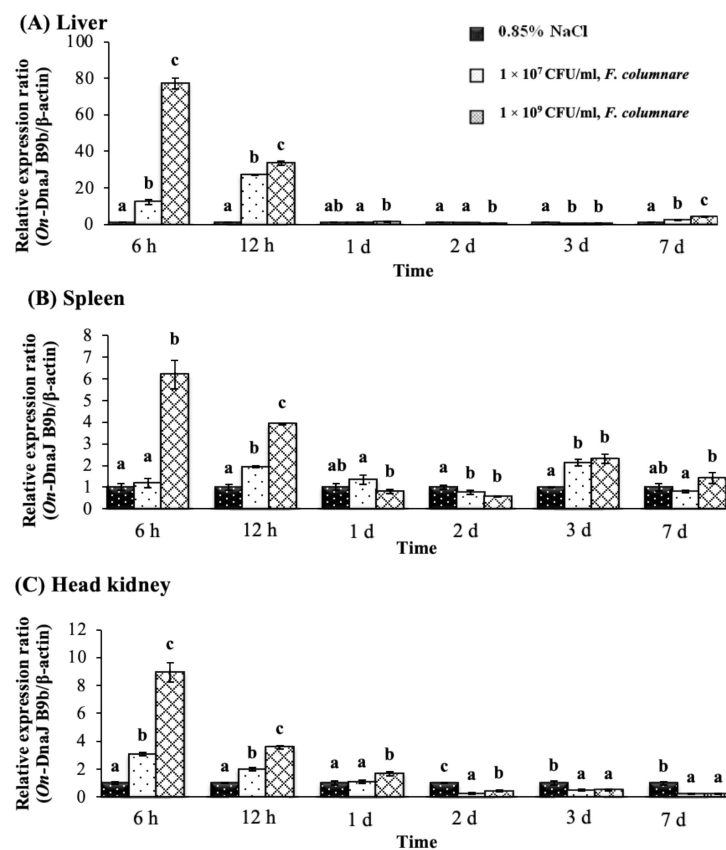 (A) Liver
0.85% NaCl
1 × 10⁷ CFU/ml, F. columnare
1 × 10⁹ CFU/ml, F. columnare
Relative expression ratio
(On-DnaJ B9b/β-actin)
100
80
60
40
20
0
a b c
a b c
ab a b
a a b
a b b
a b c
6 h 12 h 1 d 2 d 3 d 7 d
Time
(B) Spleen
Relative expression ratio
(On-DnaJ B9b/β-actin)
8
7
6
5
4
3
2
1
0
a a b
a b c
ab a b
a b b
a b b
ab a b
6 h 12 h 1 d 2 d 3 d 7 d
Time
(C) Head kidney
Relative expression ratio
(On-DnaJ B9b/β-actin)
12
10
8
6
4
2
0
a b c
a b c
a a b
c a b
b a a
b a a
6 h 12 h 1 d 2 d 3 d 7 d
Time